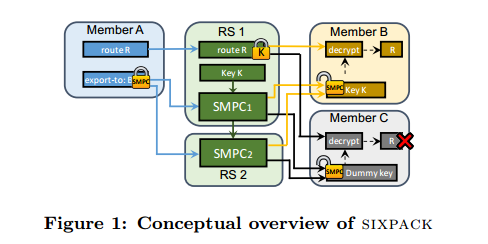 Member A
route R
export-to: B
SMPC
RS 1
route R
K
Key K
SMPC1
SMPC2
RS 2
Member B
decrypt
R
SMPC
Key K
Member C
decrypt
R
SMPC
Dummy key
Figure 1: Conceptual overview of SIXPACK